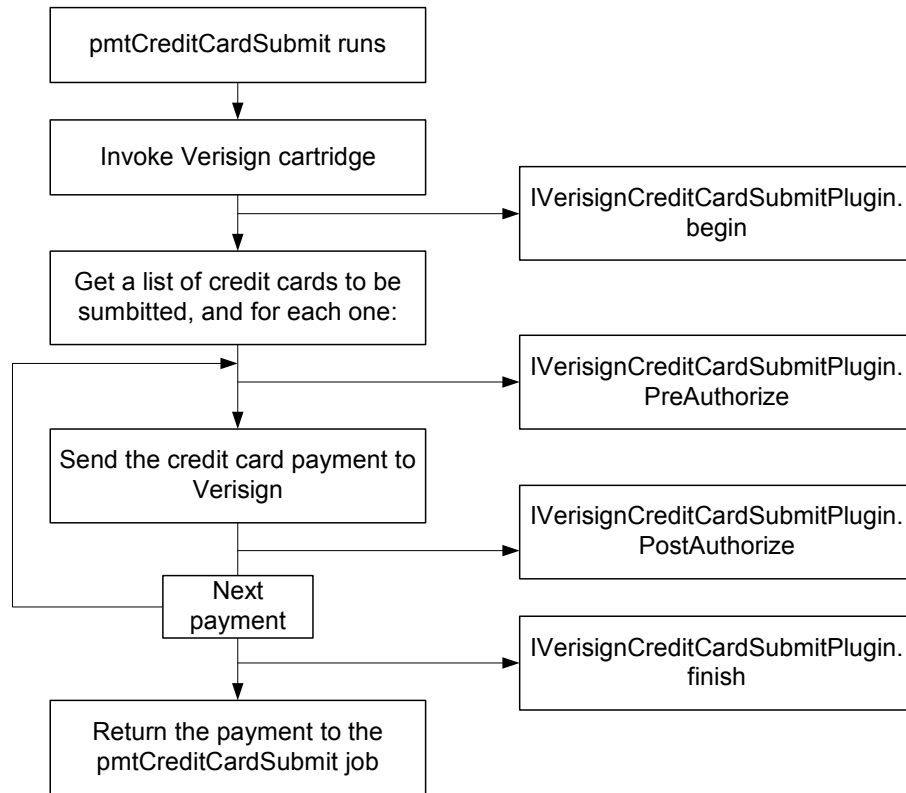 pmtCreditCardSubmit runs
Invoke Verisign cartridge
IVerisignCreditCardSubmitPlugin.
begin
Get a list of credit cards to be
sumbitted, and for each one:
IVerisignCreditCardSubmitPlugin.
PreAuthorize
Send the credit card payment to
Verisign
IVerisignCreditCardSubmitPlugin.
PostAuthorize
Next
payment
IVerisignCreditCardSubmitPlugin.
finish
Return the payment to the
pmtCreditCardSubmit job